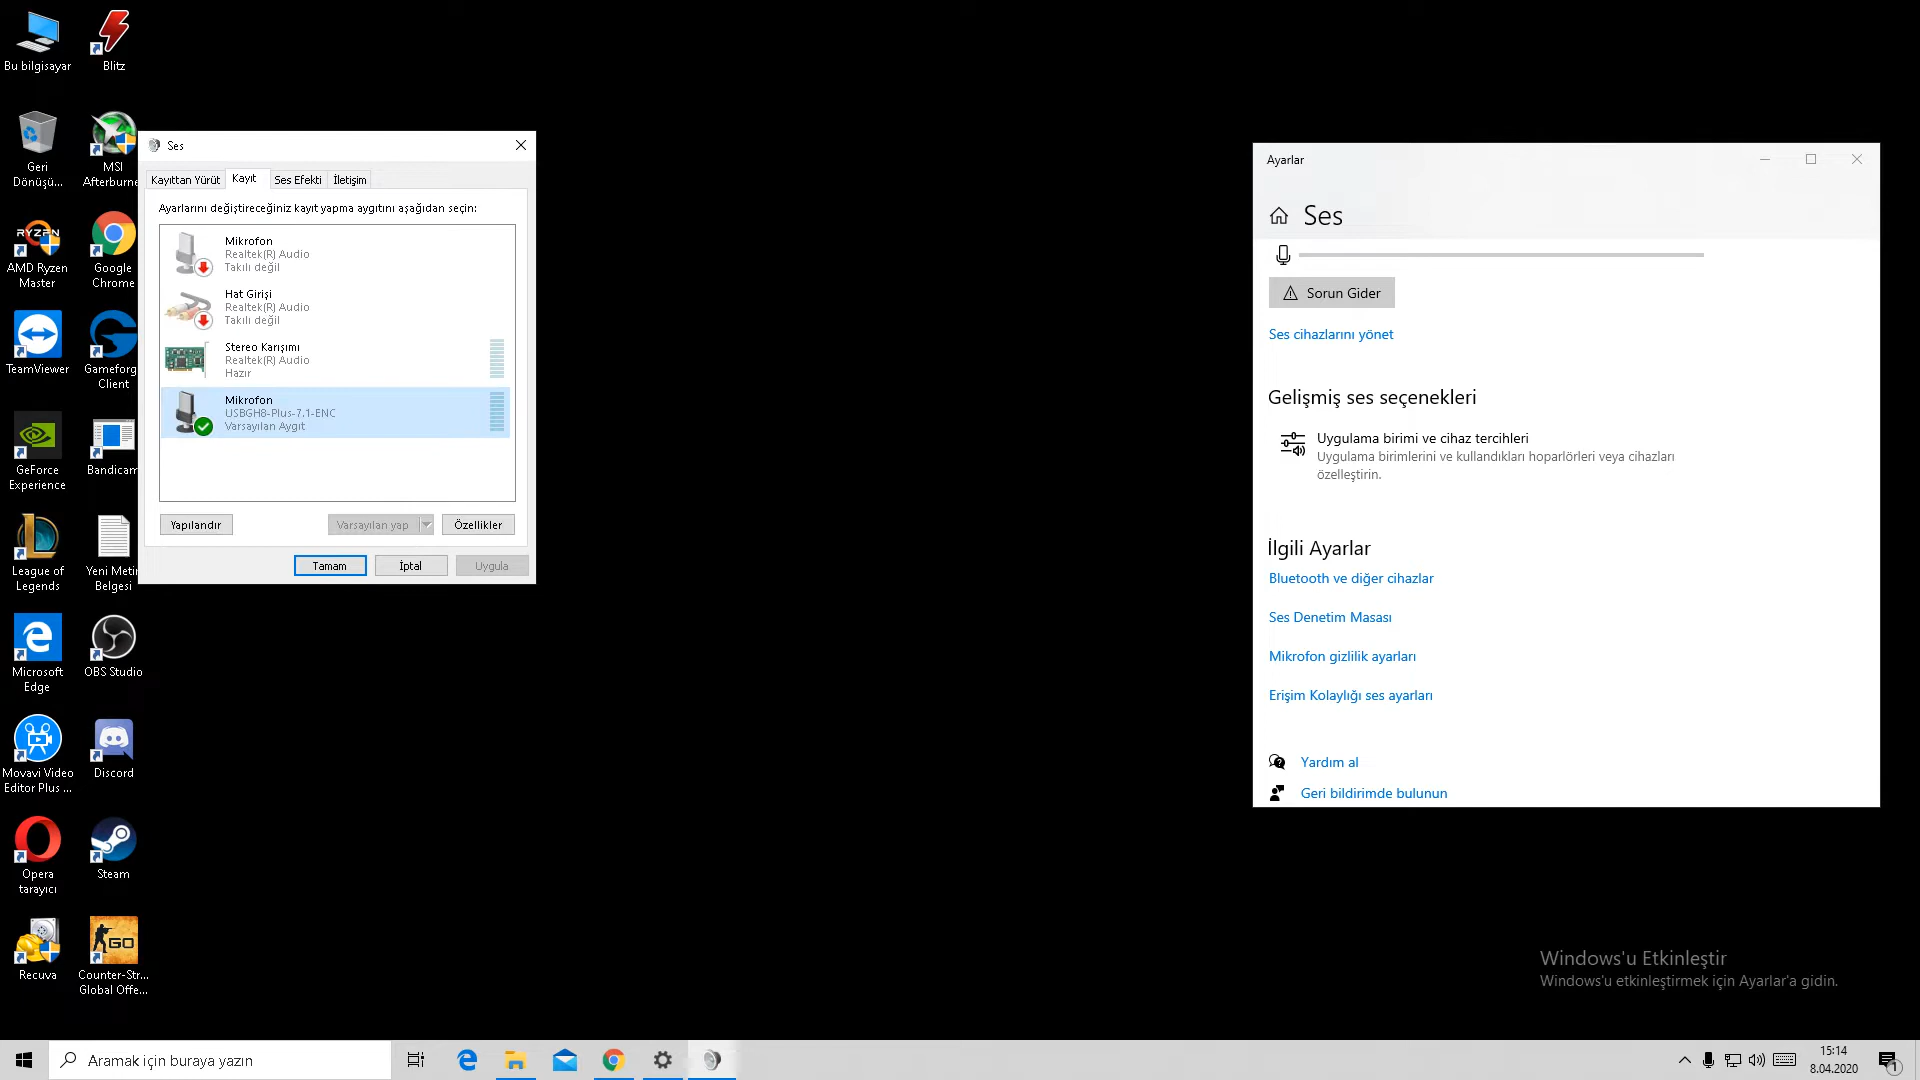 Bu bilgisayar
Blitz
Geri
Dönüşü...
MSI
Afterburne
AMD Ryzen
Master
Google
Chrome
TeamViewer
Gameforg
Client
GeForce
Experience
Bandicam
League of
Legends
Yeni Metin
Belgesi
Microsoft
Edge
OBS Studio
Movavi Video
Editor Plus ...
Discord
Opera
tarayıcı
Steam
Recuva
Counter-Str...
Global Offe...
RYZEN
GO
Ses
Kayıttan Yürüt
Kayıt
Ses Efekti
İletişim
Ayarlarını değiştireceğiniz kayıt yapma aygıtını aşağıdan seçin:
Mikrofon
Realtek(R) Audio
Takılı değil
Hat Girişi
Realtek(R) Audio
Takılı değil
Stereo Karışımı
Realtek(R) Audio
Hazır
Mikrofon
USBGH8-Plus-7.1-ENC
Varsayılan Aygıt
Yapılandır
Varsayılan yap
Özellikler
Tamam
İptal
Uygula
Ayarlar
Ses
Sorun Gider
Ses cihazlarını yönet
Gelişmiş ses seçenekleri
Uygulama birimi ve cihaz tercihleri
Uygulama birimlerini ve kullandıkları hoparlörleri veya cihazları
özelleştirin.
İlgili Ayarlar
Bluetooth ve diğer cihazlar
Ses Denetim Masası
Mikrofon gizlilik ayarları
Erişim Kolaylığı ses ayarları
Yardım al
Geri bildirimde bulunun
Windows'u Etkinleştir
Windows'u etkinleştirmek için Ayarlar'a gidin.
Aramak için buraya yazın
15:14
8.04.2020
1